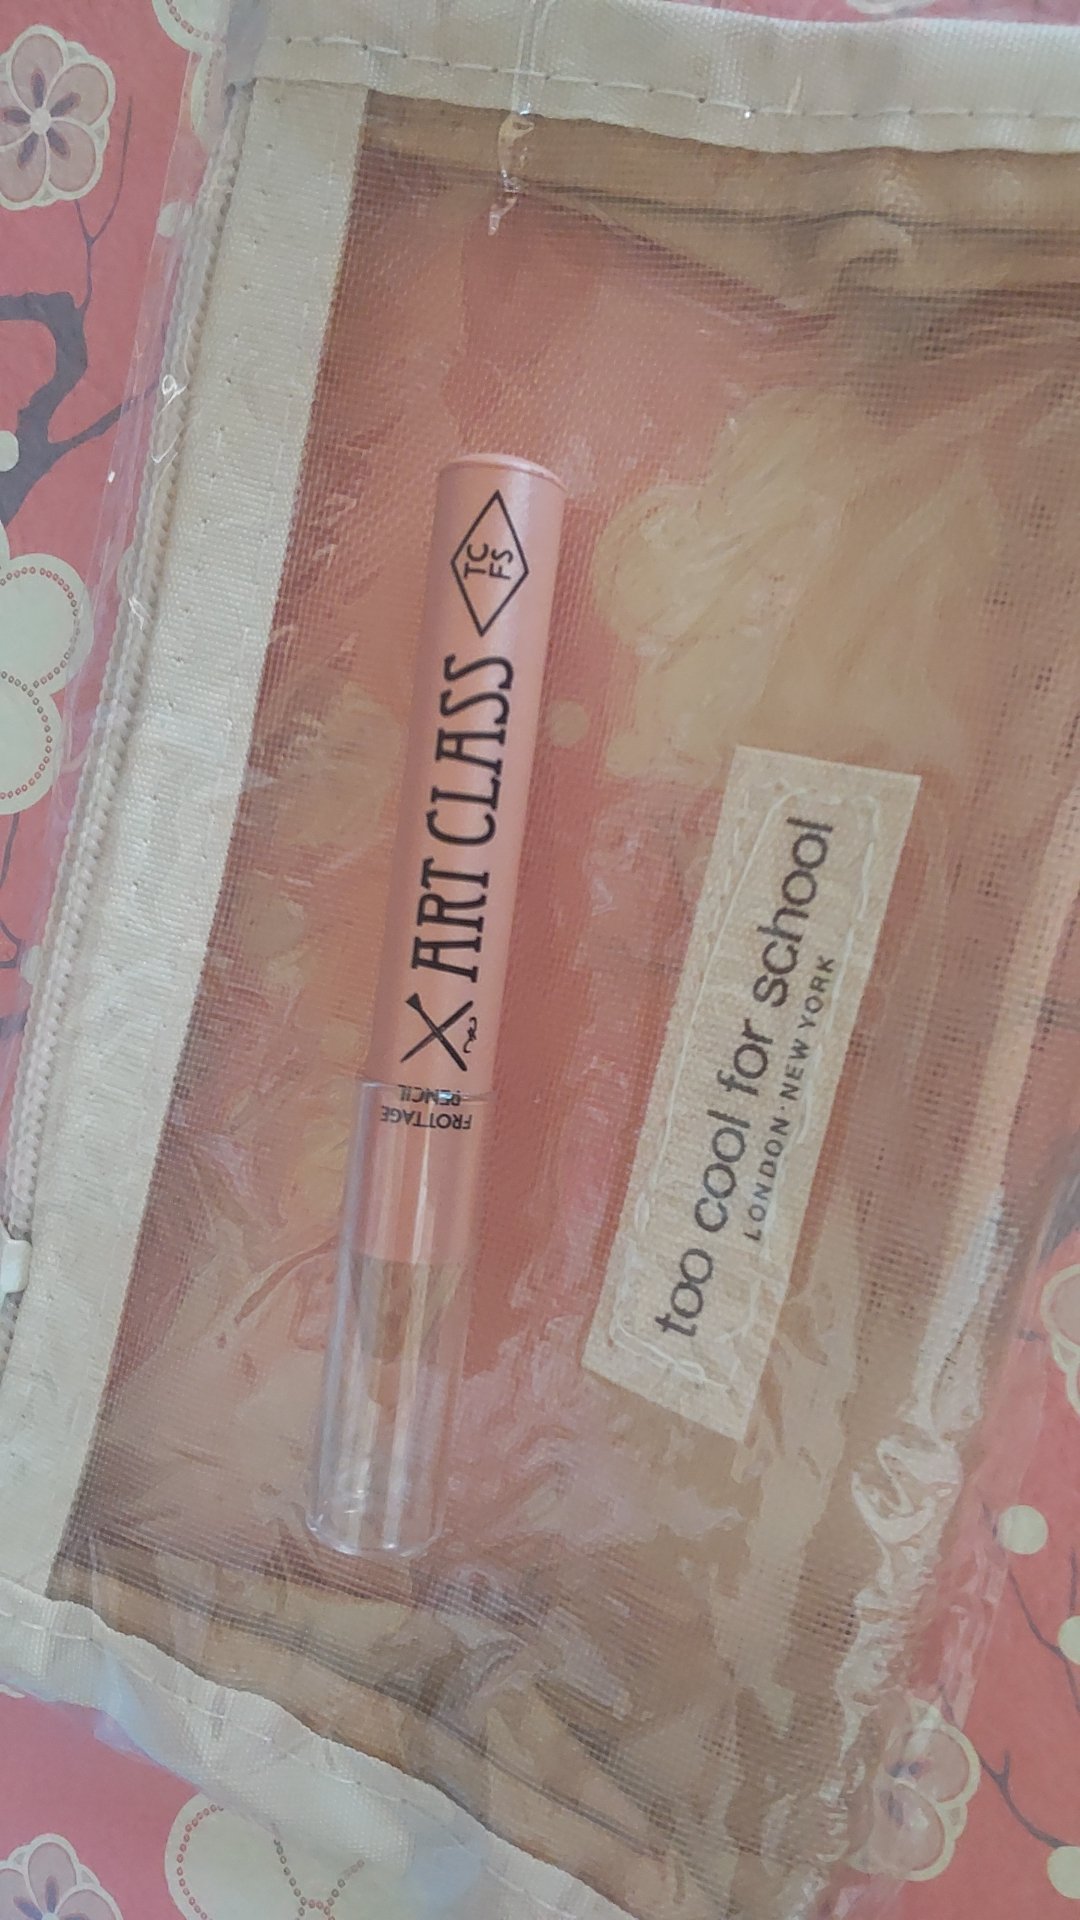 TC
FS
ART CLASS
FROTTAGE
PENCIL
too cool for school
LONDON · NEW YORK